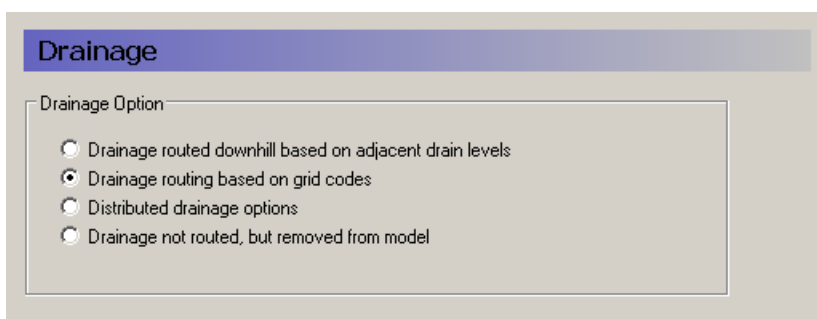 Drainage
Drainage Option
Drainage routed downhill based on adjacent drain levels
Drainage routing based on grid codes
Distributed drainage options
Drainage not routed, but removed from model